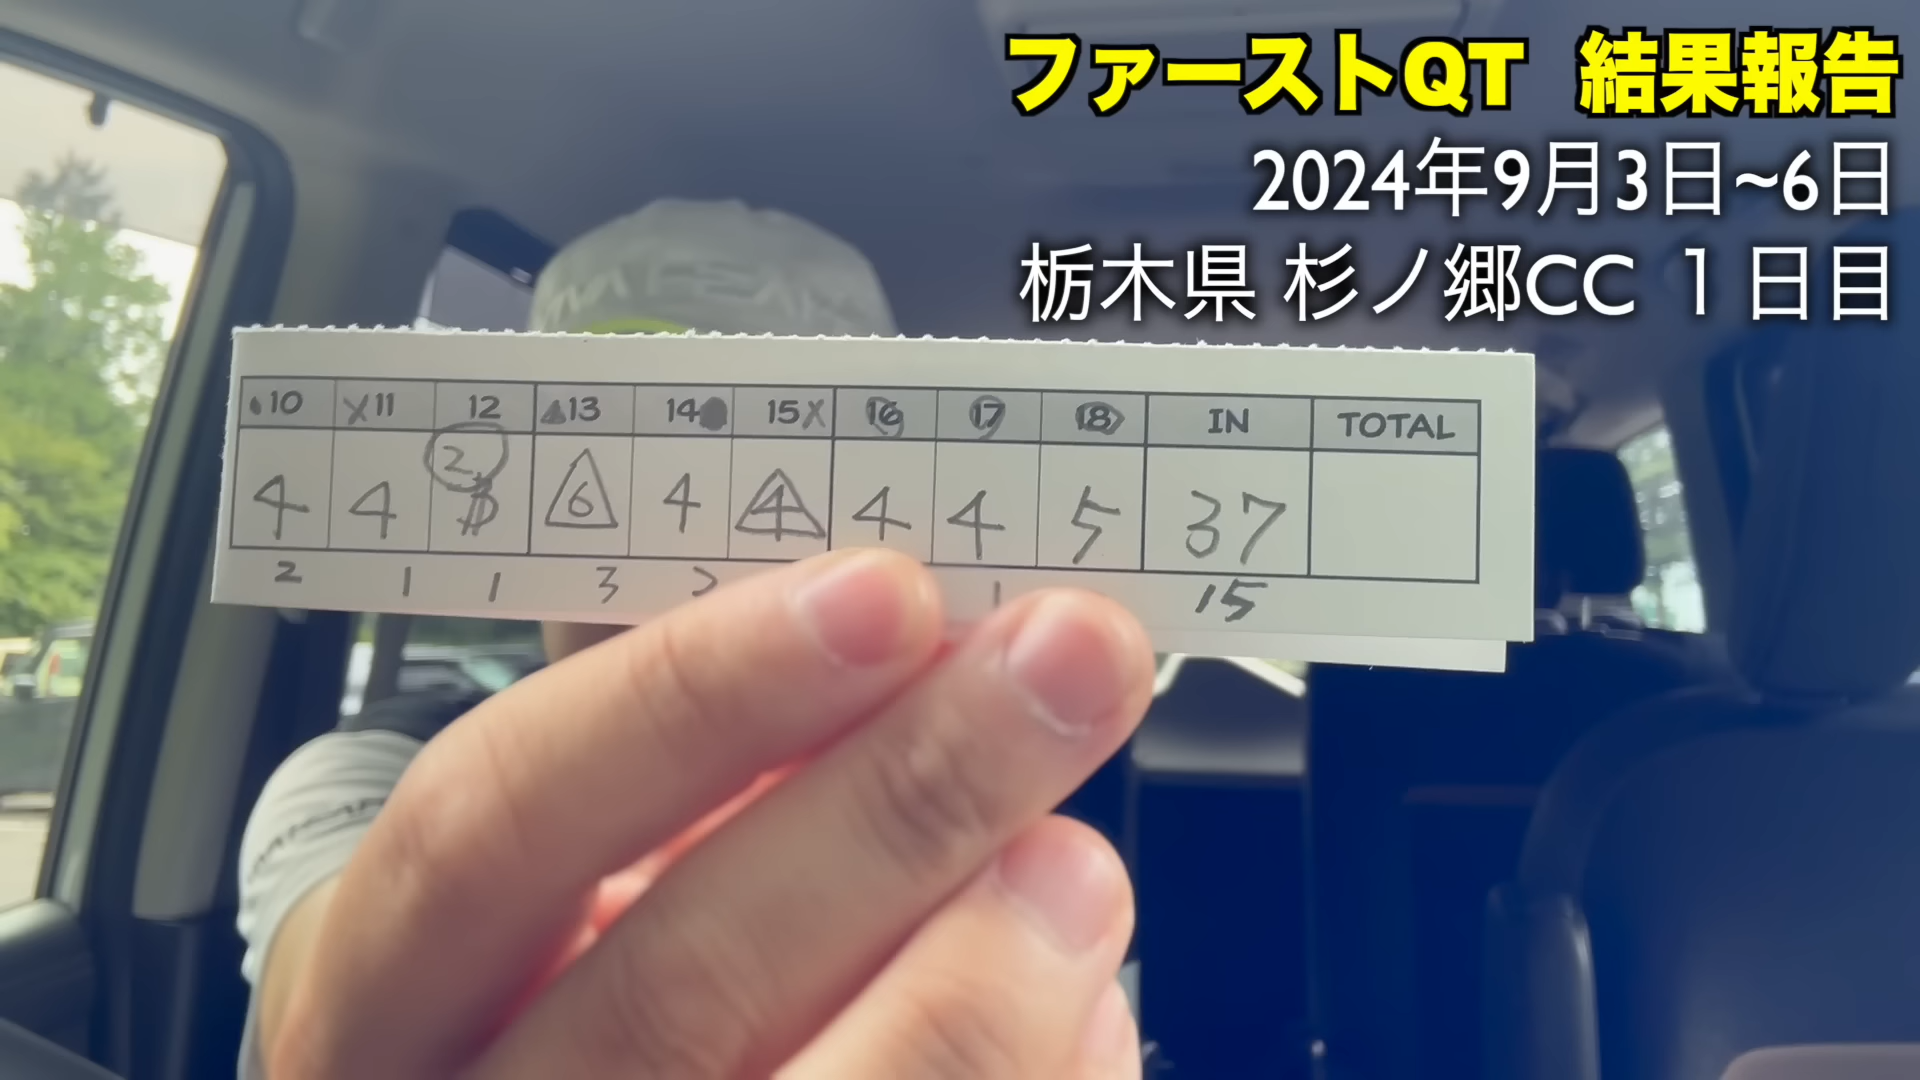 ファーストQT 結果報告
2024年9月3日~6日
栃木県 杉ノ郷CC 1日目
10 X11 12 13 14 15X 16 17 18 IN TOTAL
4 4 2 6 4 4 4 4 5 37
2 1 1 3 2 1 15